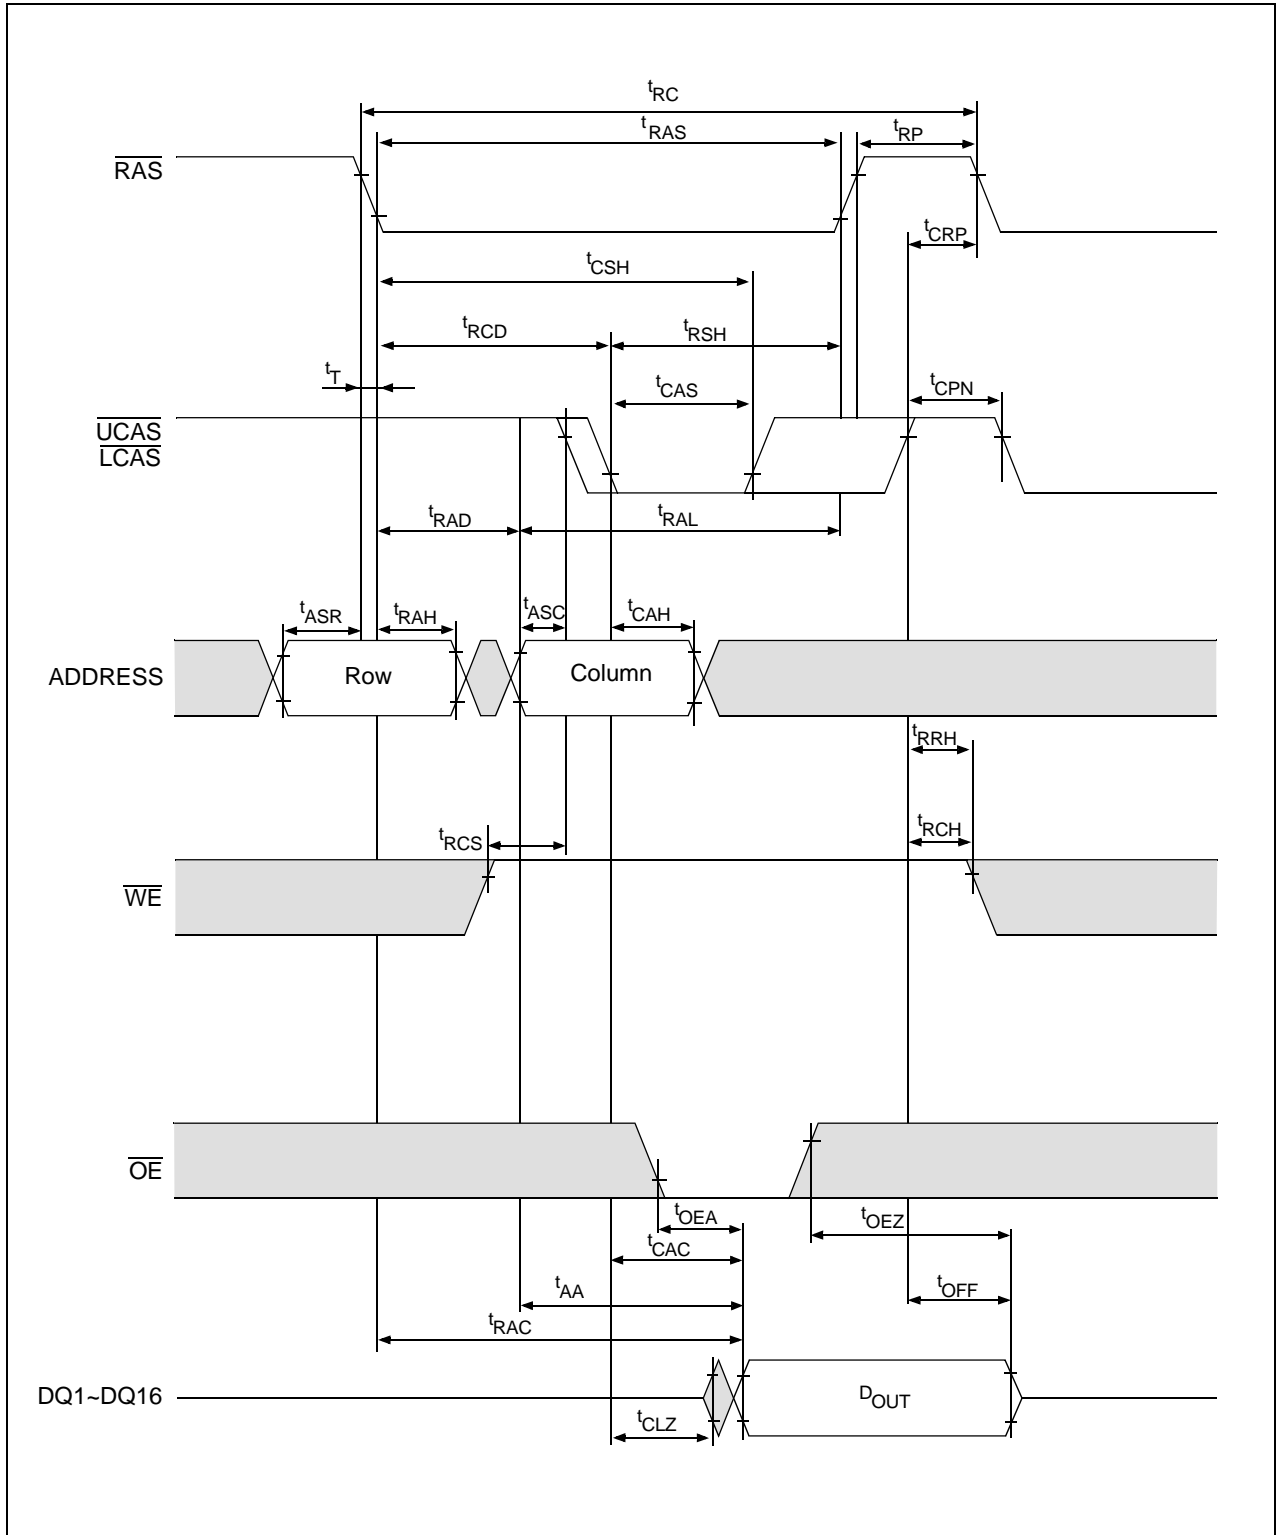 tRC
tRAS
tRP
RAS
tCRP
tCSH
tRCD
tRSH
tT
tCAS
tCPN
UCAS
LCAS
tRAD
tRAL
tASR
tRAH
tASC
tCAH
ADDRESS
Row
Column
tRRH
tRCS
tRCH
WE
OE
tOEA
tOEZ
tCAC
tAA
tOFF
tRAC
DQ1~DQ16
DOUT
tCLZ